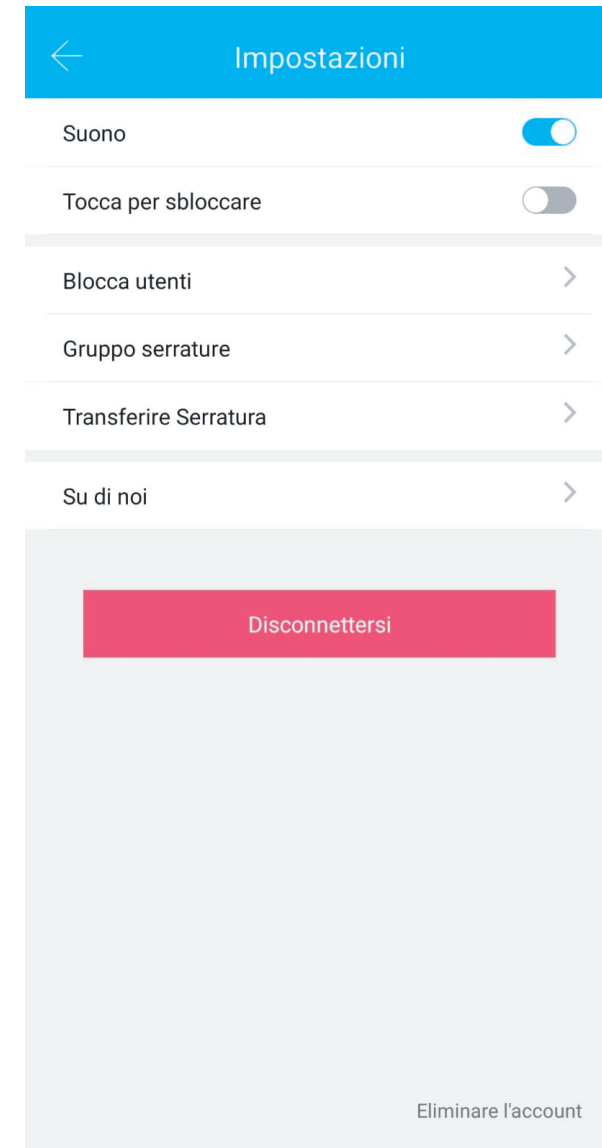 Impostazioni
Suono
Tocca per sbloccare
Blocca utenti
Gruppo serrature
Transferire Serratura
Su di noi
Disconnettersi
Eliminare l'account